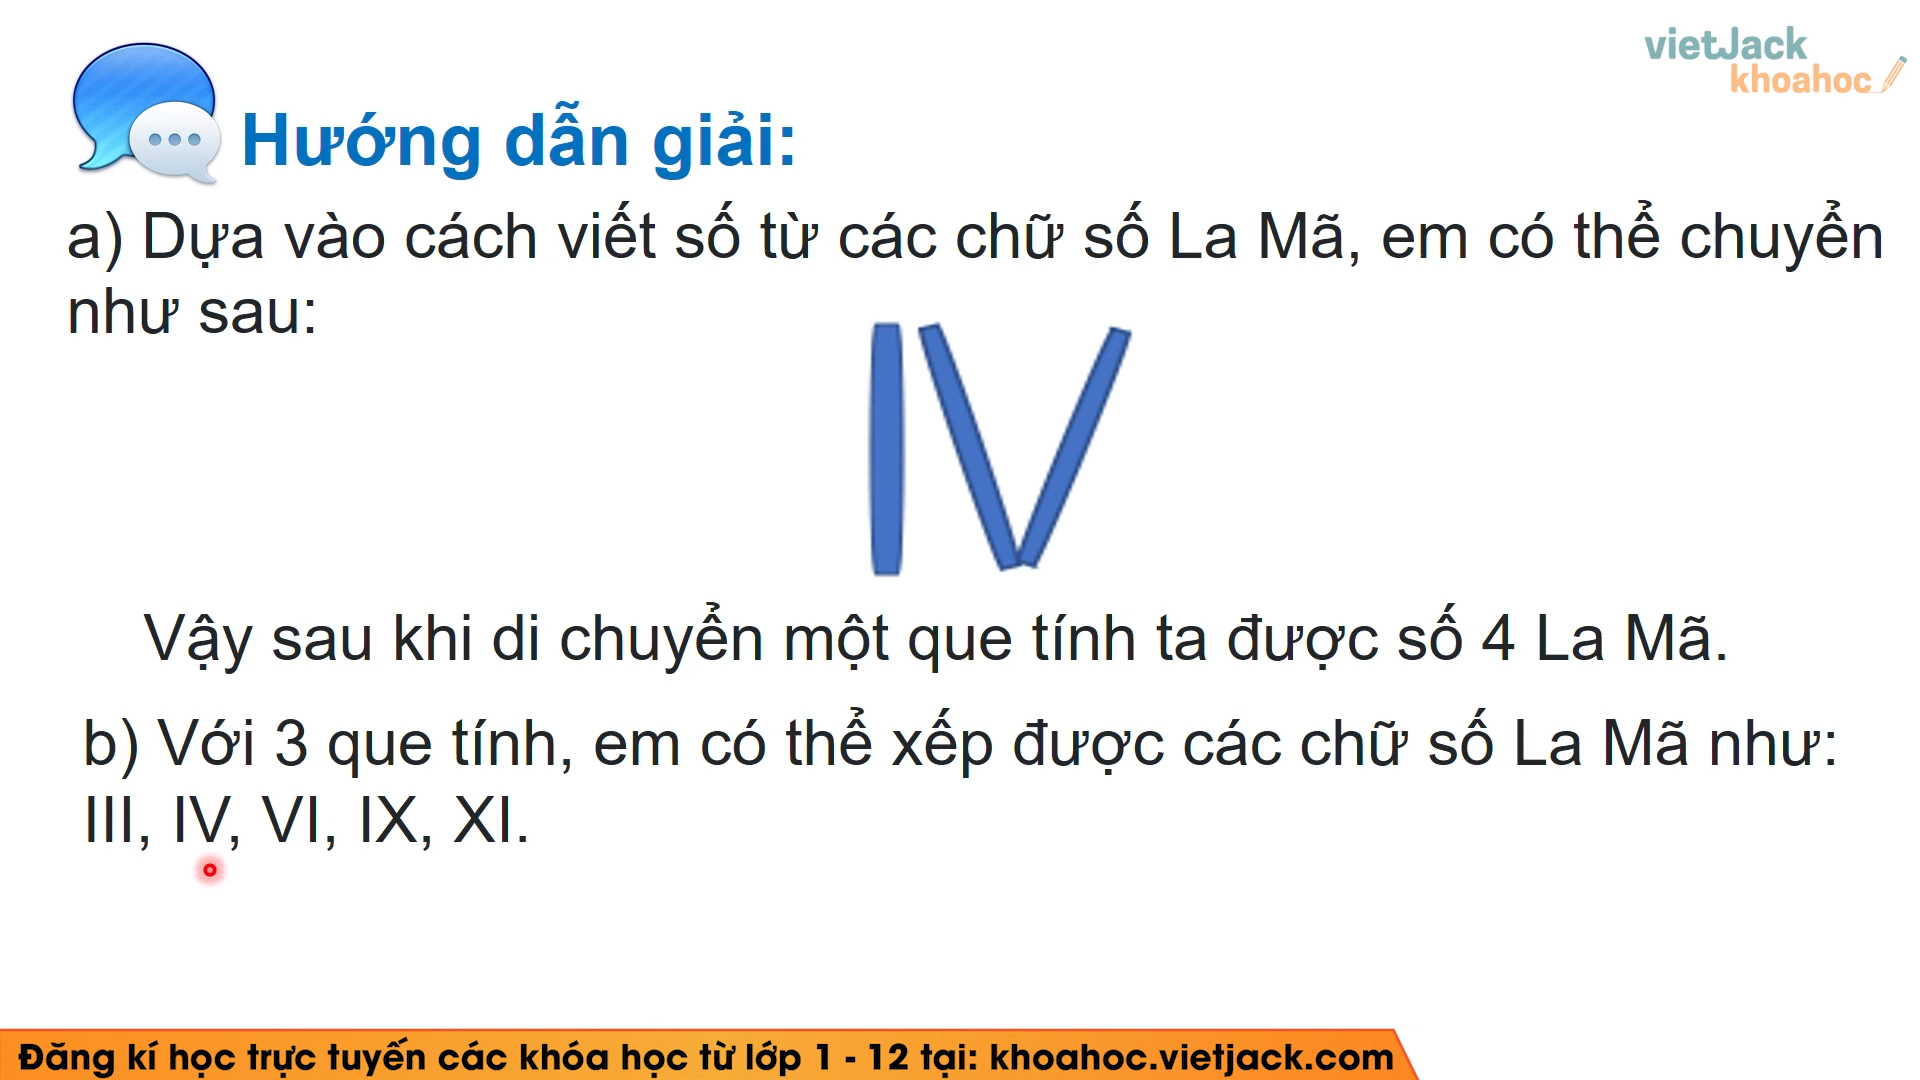 vietJack
khoahoc
Hướng dẫn giải:
a) Dựa vào cách viết số từ các chữ số La Mã, em có thể chuyển
như sau:
IV
Vậy sau khi di chuyển một que tính ta được số 4 La Mã.
b) Với 3 que tính, em có thể xếp được các chữ số La Mã như:
III, IV, VI, IX, XI.
Đăng kí học trực tuyến các khóa học từ lớp 1 - 12 tại: khoahoc.vietjack.com